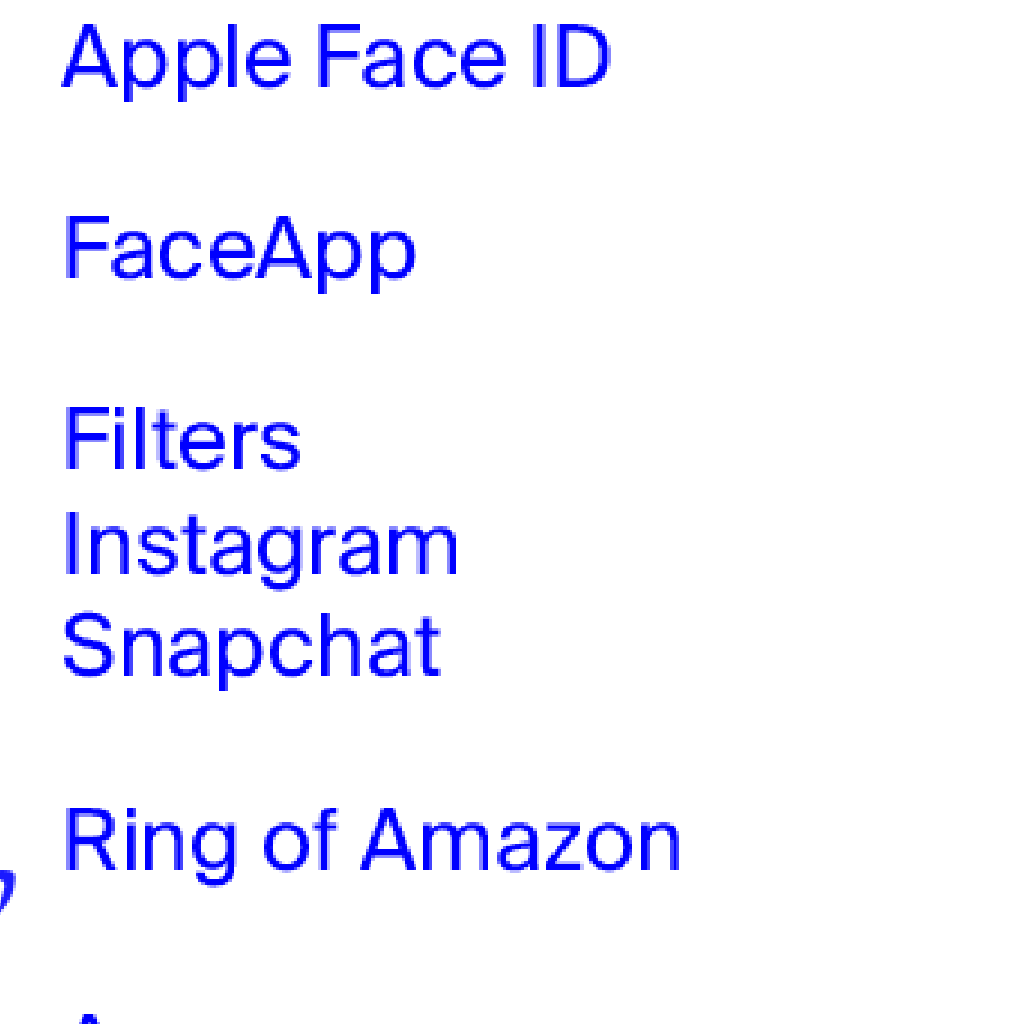 Apple Face ID
FaceApp
Filters
Instagram
Snapchat
Ring of Amazon